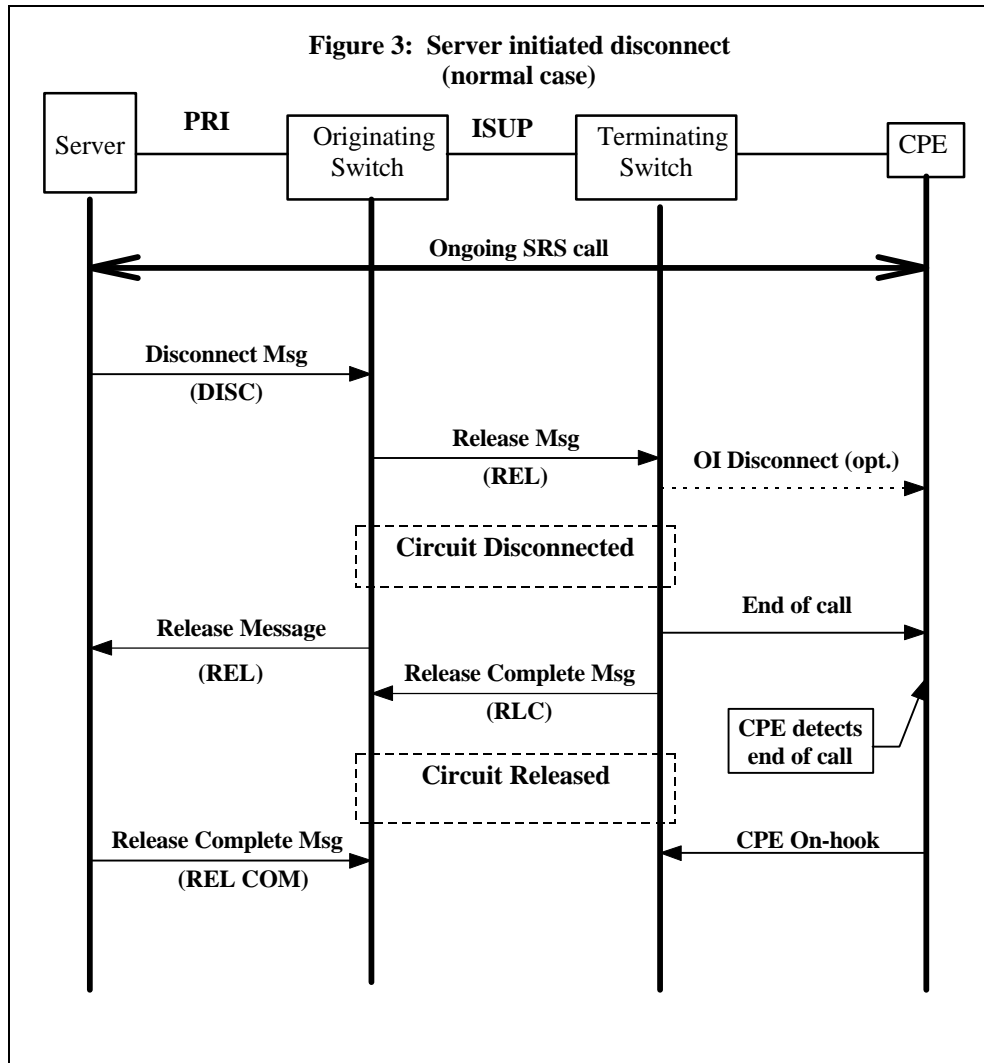 Figure 3: Server initiated disconnect
(normal case)
Server
PRI
Originating
Switch
ISUP
Terminating
Switch
CPE
Ongoing SRS call
Disconnect Msg
(DISC)
Release Msg
(REL)
OI Disconnect (opt.)
Circuit Disconnected
End of call
Release Message
(REL)
Release Complete Msg
(RLC)
CPE detects
end of call
Circuit Released
Release Complete Msg
(REL COM)
CPE On-hook